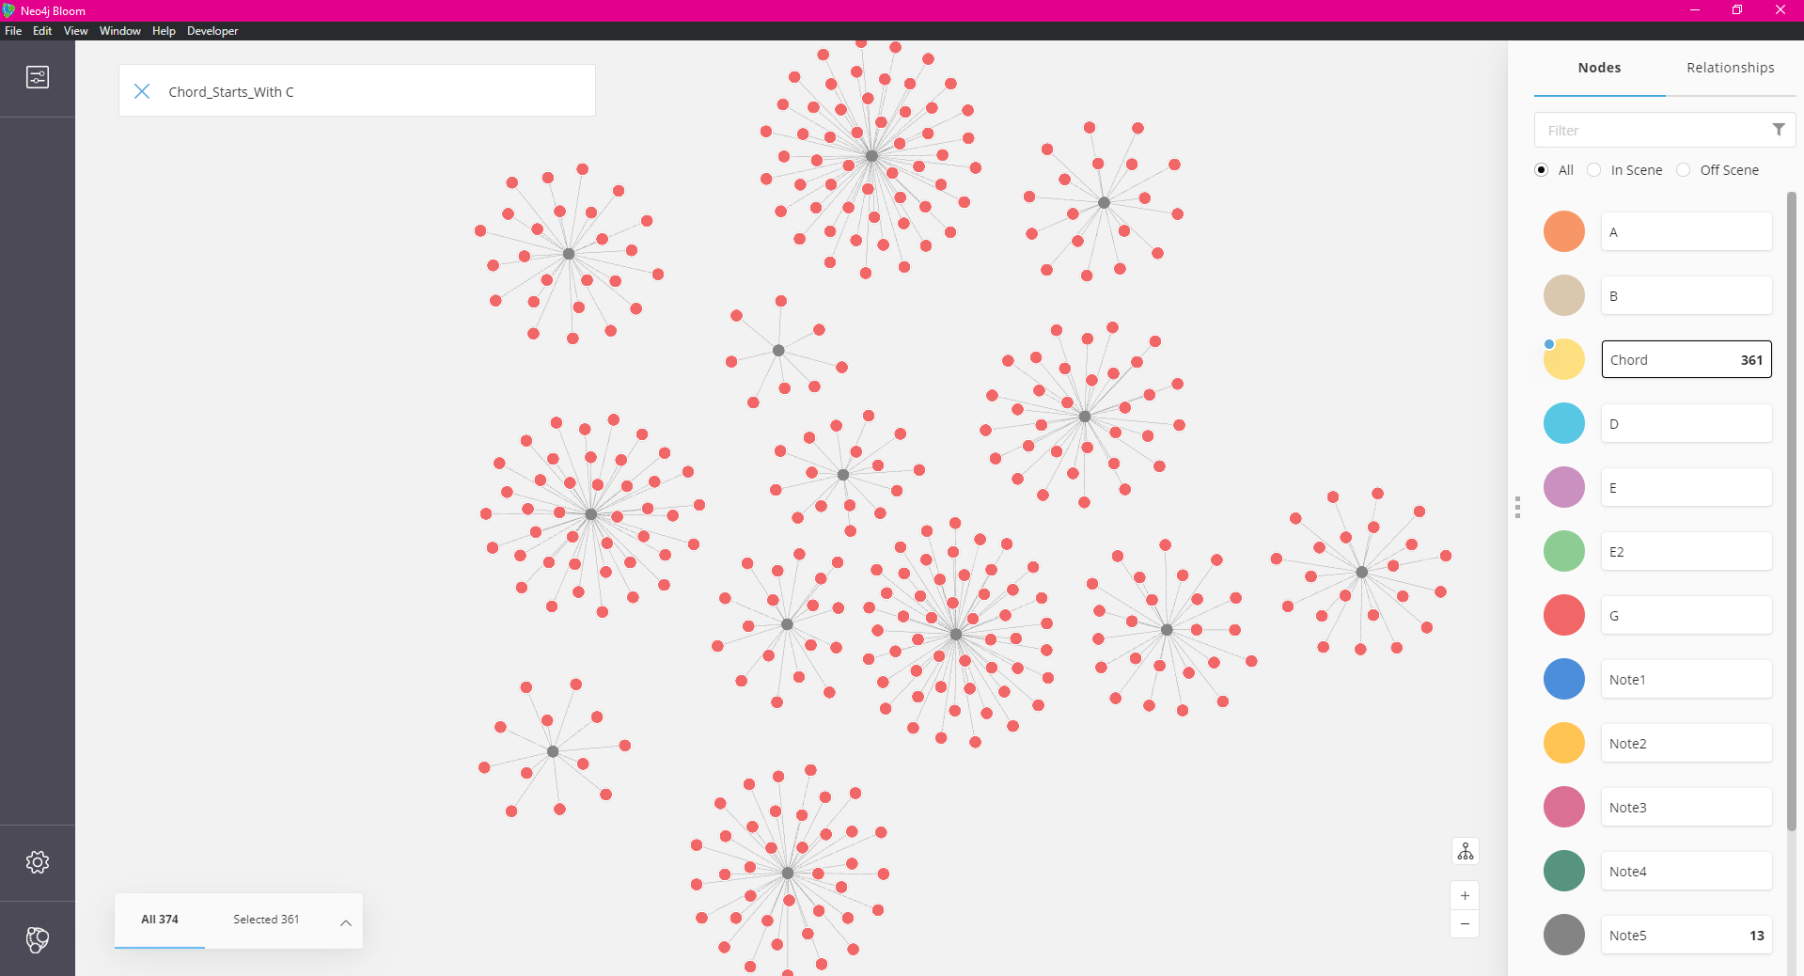 Neo4j Bloom
File Edit View Window Help Developer
Chord_Starts_With C
Nodes Relationships
Filter
All In Scene Off Scene
A
B
Chord 361
D
E
E2
G
Note1
Note2
Note3
Note4
Note5 13
All 374 Selected 361